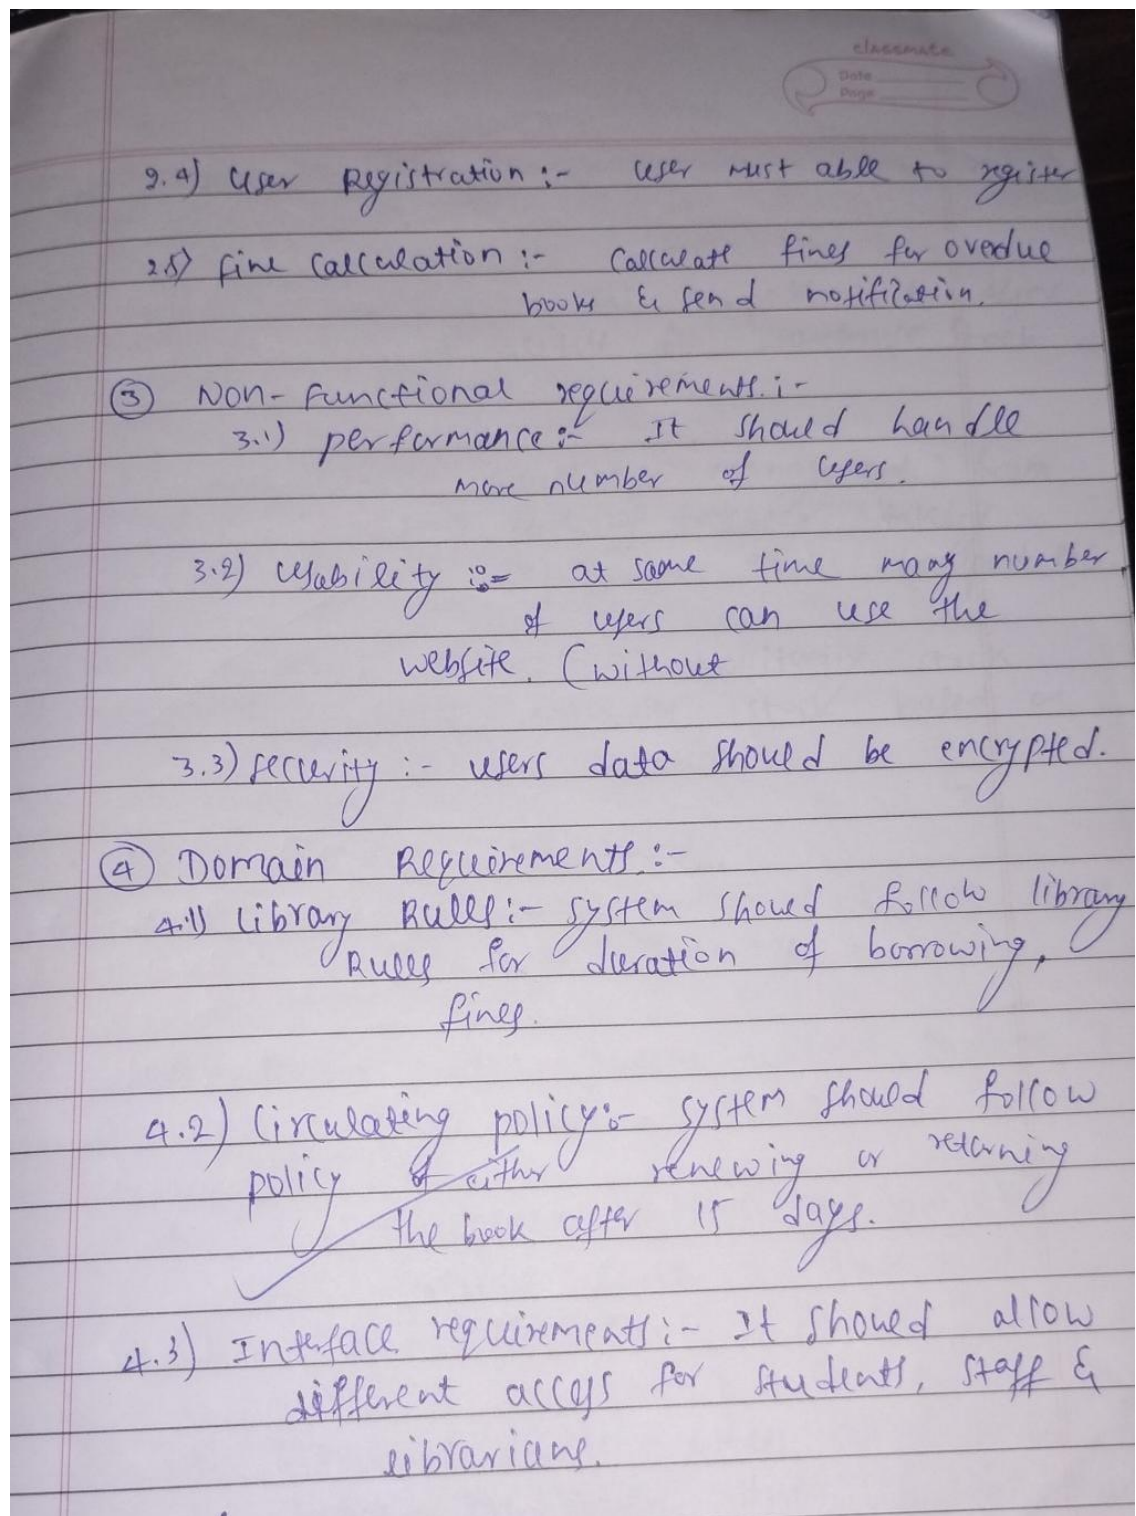 classmate
Date
Page
2.4) User Registration :- User must able to register
2.5) fine Calculation :- Calculate fines for overdue
books & send notification.
③ Non-Functional requirements :-
3.1) performance :- It should handle
more number of users.
3.2) Usability :- at same time many number
of users can use the
website. (without
3.3) security :- users data should be encrypted.
④ Domain Requirements :-
4.1) library Rules :- system should follow library
Rules for duration of borrowing,
fines.
4.2) Circulating policy :- system should follow
policy of either renewing or returning
the book after 15 days.
4.3) Interface requirements :- It should allow
different access for students, staff &
librarians.